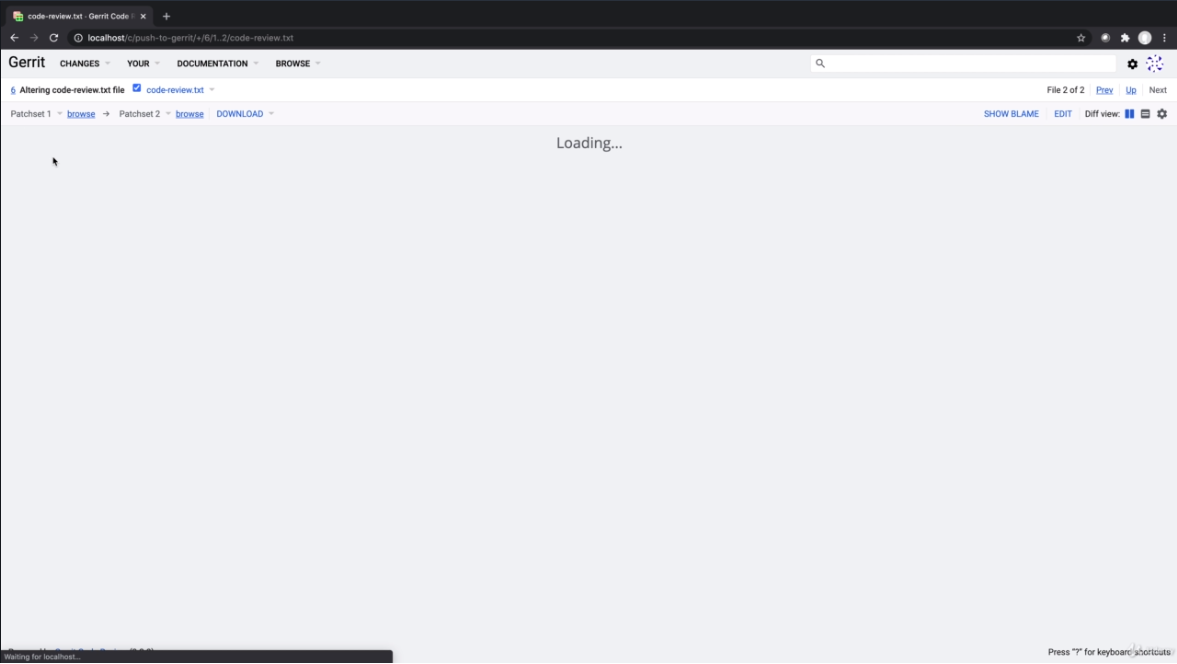 code-review.txt · Gerrit Code R
localhost/c/push-to-gerrit/+/6/1..2/code-review.txt
Gerrit CHANGES YOUR DOCUMENTATION BROWSE
6 Altering code-review.txt file code-review.txt File 2 of 2 Prev Up Next
Patchset 1 browse → Patchset 2 browse DOWNLOAD SHOW BLAME EDIT Diff view:
Loading...
Press "?" for keyboard shortcuts
Waiting for localhost...